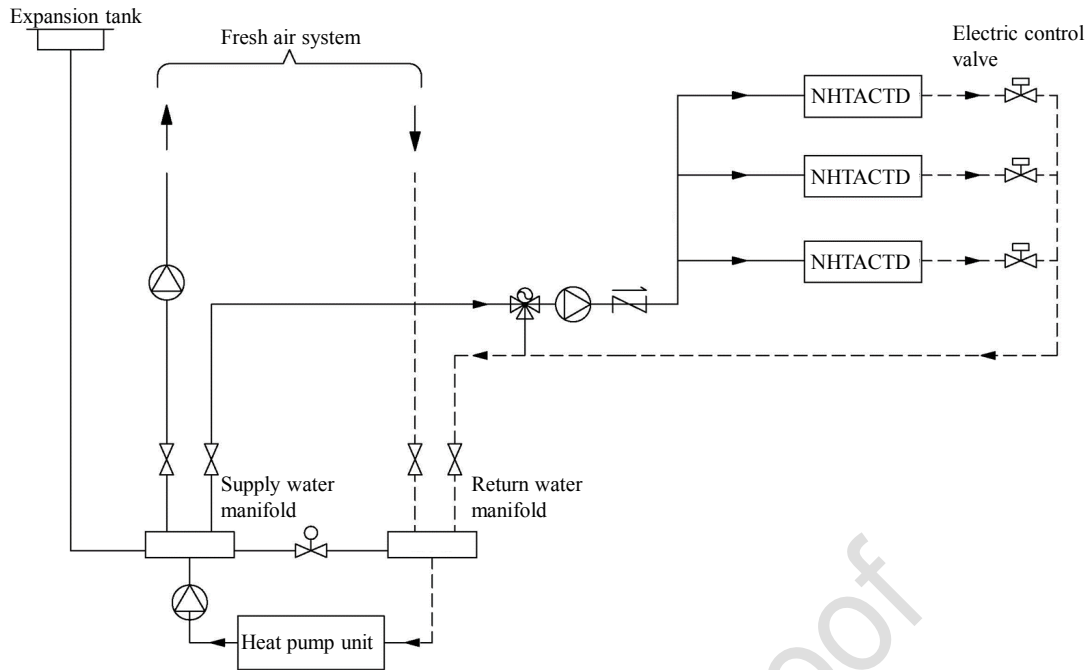 Expansion tank
Fresh air system
Electric control
valve
NHTACTD
NHTACTD
NHTACTD
Supply water
manifold
Return water
manifold
Heat pump unit
oof